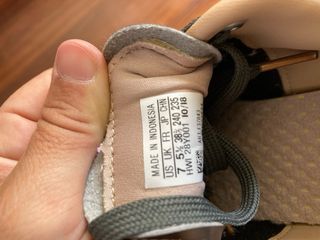 MADE IN INDONESIA
US UK FR JP CHN
7 5½ 38⅔ 240 235
HWI 28Y001 10/18